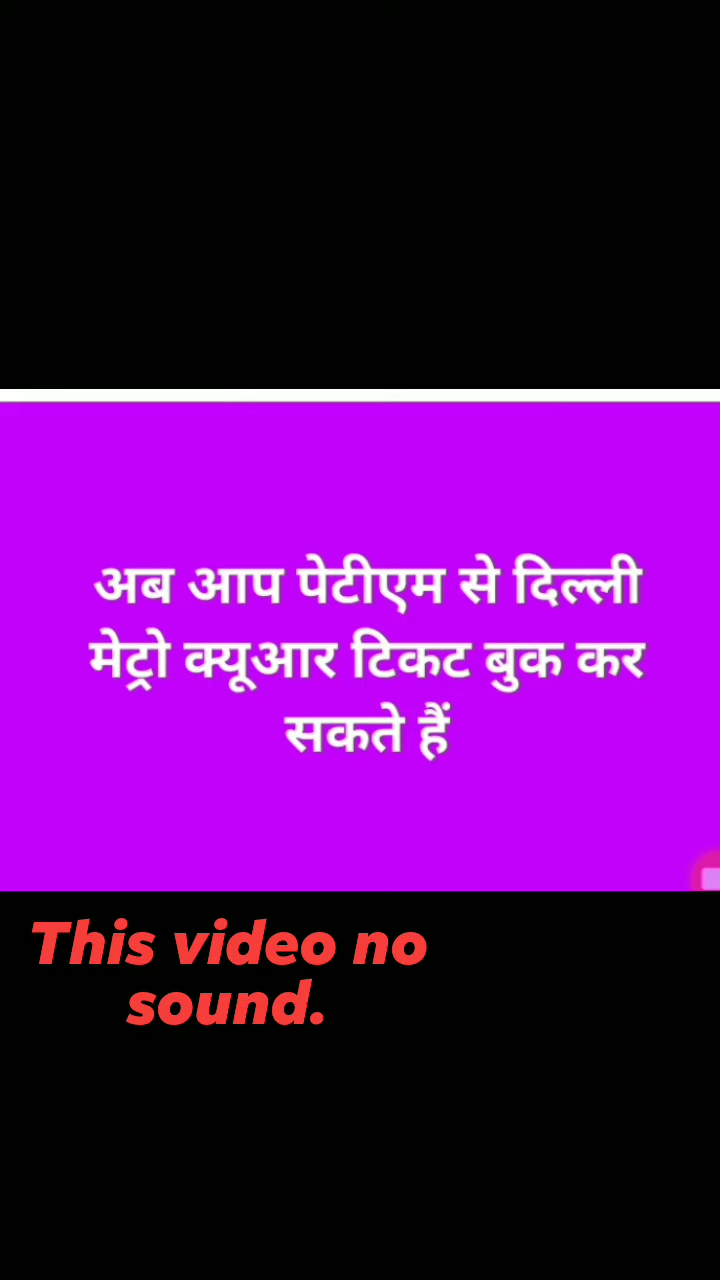 अब आप पेटीएम से दिल्ली
मेट्रो क्यूआर टिकट बुक कर
सकते हैं
This video no
sound.